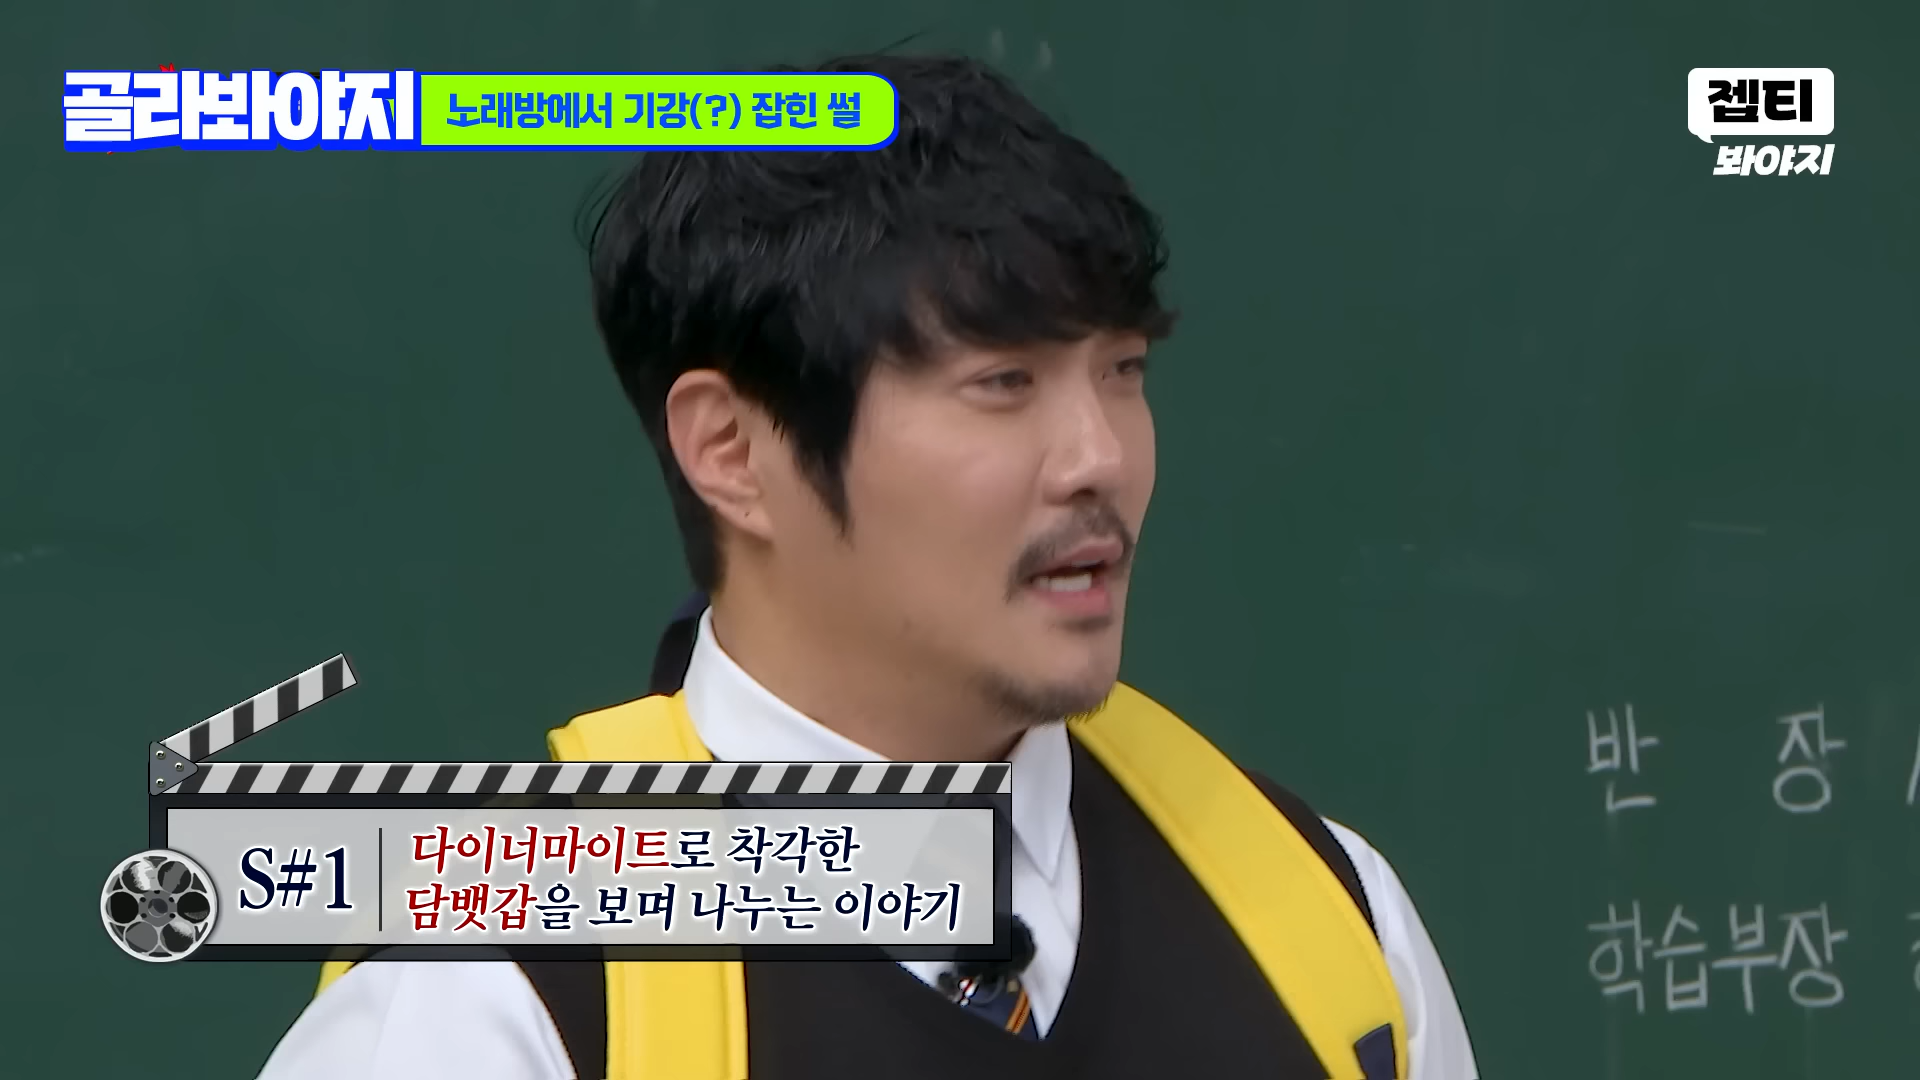 골라봐야지 노래방에서 기강(?) 잡힌 썰
젭티
봐야지
반 장
학습부장
S#1 다이너마이트로 착각한
담뱃갑을 보며 나누는 이야기